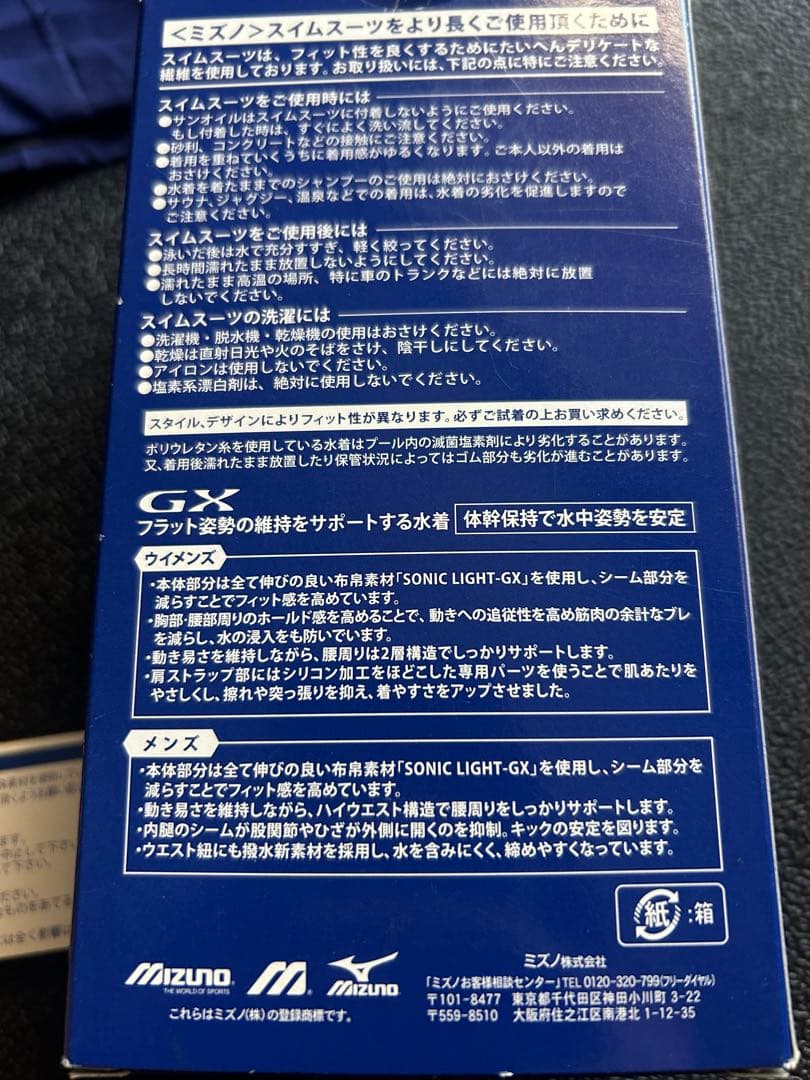 ＜ミズノ＞スイムスーツをより長くご使用頂くために
スイムスーツは、フィット性を良くするためにたいへんデリケートな
繊維を使用しております。お取り扱いには、下記の点に特にご注意ください。
スイムスーツをご使用時には
●サンオイルはスイムスーツに付着しないようにご使用ください。
もし付着した時は、すぐによく洗い流してください。
●砂利、コンクリートなどの接触にご注意ください。
●着用を重ねていくうちに着用感がゆるくなります。ご本人以外の着用は
おさけください。
●水着を着たままでのシャンプーのご使用は絶対におさけください。
●サウナ、ジャグジー、温泉などでの着用は、水着の劣化を促進しますので
ご注意ください。
スイムスーツをご使用後には
●泳いだ後は水で充分すすぎ、軽く絞ってください。
●長時間濡れたまま放置しないようにしてください。
●濡れたまま高温の場所、特に車のトランクなどには絶対に放置
しないでください。
スイムスーツの洗濯には
●洗濯機・脱水機・乾燥機の使用はおさけください。
●乾燥は直射日光や火のそばをさけ、陰干しにしてください。
●アイロンは使用しないでください。
●塩素系漂白剤は、絶対に使用しないでください。
スタイル、デザインによりフィット性が異なります。必ずご試着の上お買い求めください。
ポリウレタン糸を使用している水着はプール内の滅菌塩素剤により劣化することがあります。
又、着用後濡れたまま放置したり保管状況によってはゴム部分も劣化が進むことがあります。
GX
フラット姿勢の維持をサポートする水着 体幹保持で水中姿勢を安定
ウイメンズ
・本体部分は全て伸びの良い布帛素材「SONIC LIGHT-GX」を使用し、シーム部分を
減らすことでフィット感を高めています。
・胸部・腰部周りのホールド感を高めることで、動きへの追従性を高め筋肉の余計なブレ
を減らし、水の浸入をも防いでいます。
・動き易さを維持しながら、腰周りは2層構造でしっかりサポートします。
・肩ストラップ部にはシリコン加工をほどこした専用パーツを使うことで肌あたりを
やさしくし、擦れや突っ張りを抑え、着やすさをアップさせました。
メンズ
・本体部分は全て伸びの良い布帛素材「SONIC LIGHT-GX」を使用し、シーム部分を
減らすことでフィット感を高めています。
・動き易さを維持しながら、ハイウエスト構造で腰周りをしっかりサポートします。
・内腿のシームが股関節やひざが外側に開くのを抑制。キックの安定を図ります。
・ウエスト紐にも撥水新素材を採用し、水を含みにくく、締めやすくなっています。
紙:箱
MIZUNO® M® MIZUNO
THE WORLD OF SPORTS
これらはミズノ(株)の登録商標です。
ミズノ株式会社
「ミズノお客様相談センター」TEL 0120-320-799(フリーダイヤル)
〒101-8477 東京都千代田区神田小川町 3-22
〒559-8510 大阪府住之江区南港北 1-12-35